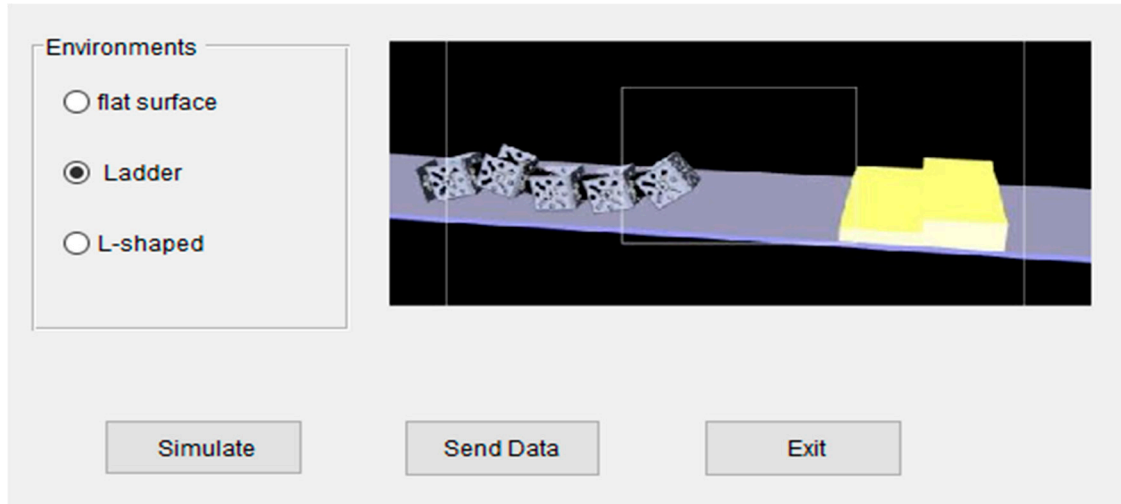 Environments
flat surface
Ladder
L-shaped
Simulate
Send Data
Exit